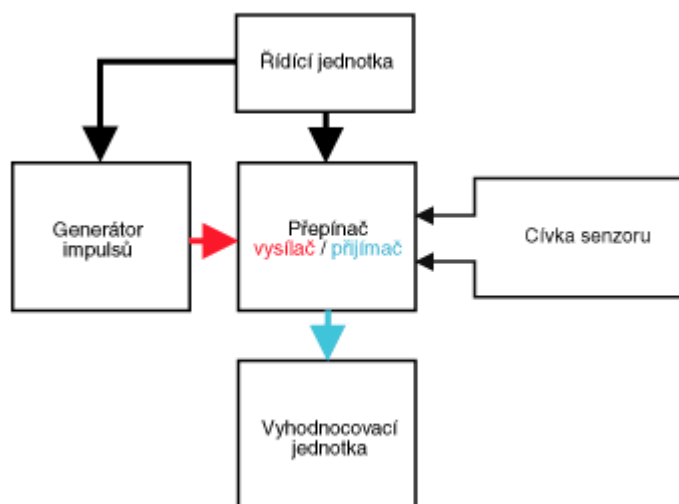 Řídící jednotka
Generátor
impulsů
Přepínač
vysílač / přijímač
Cívka senzoru
Vyhodnocovací
jednotka